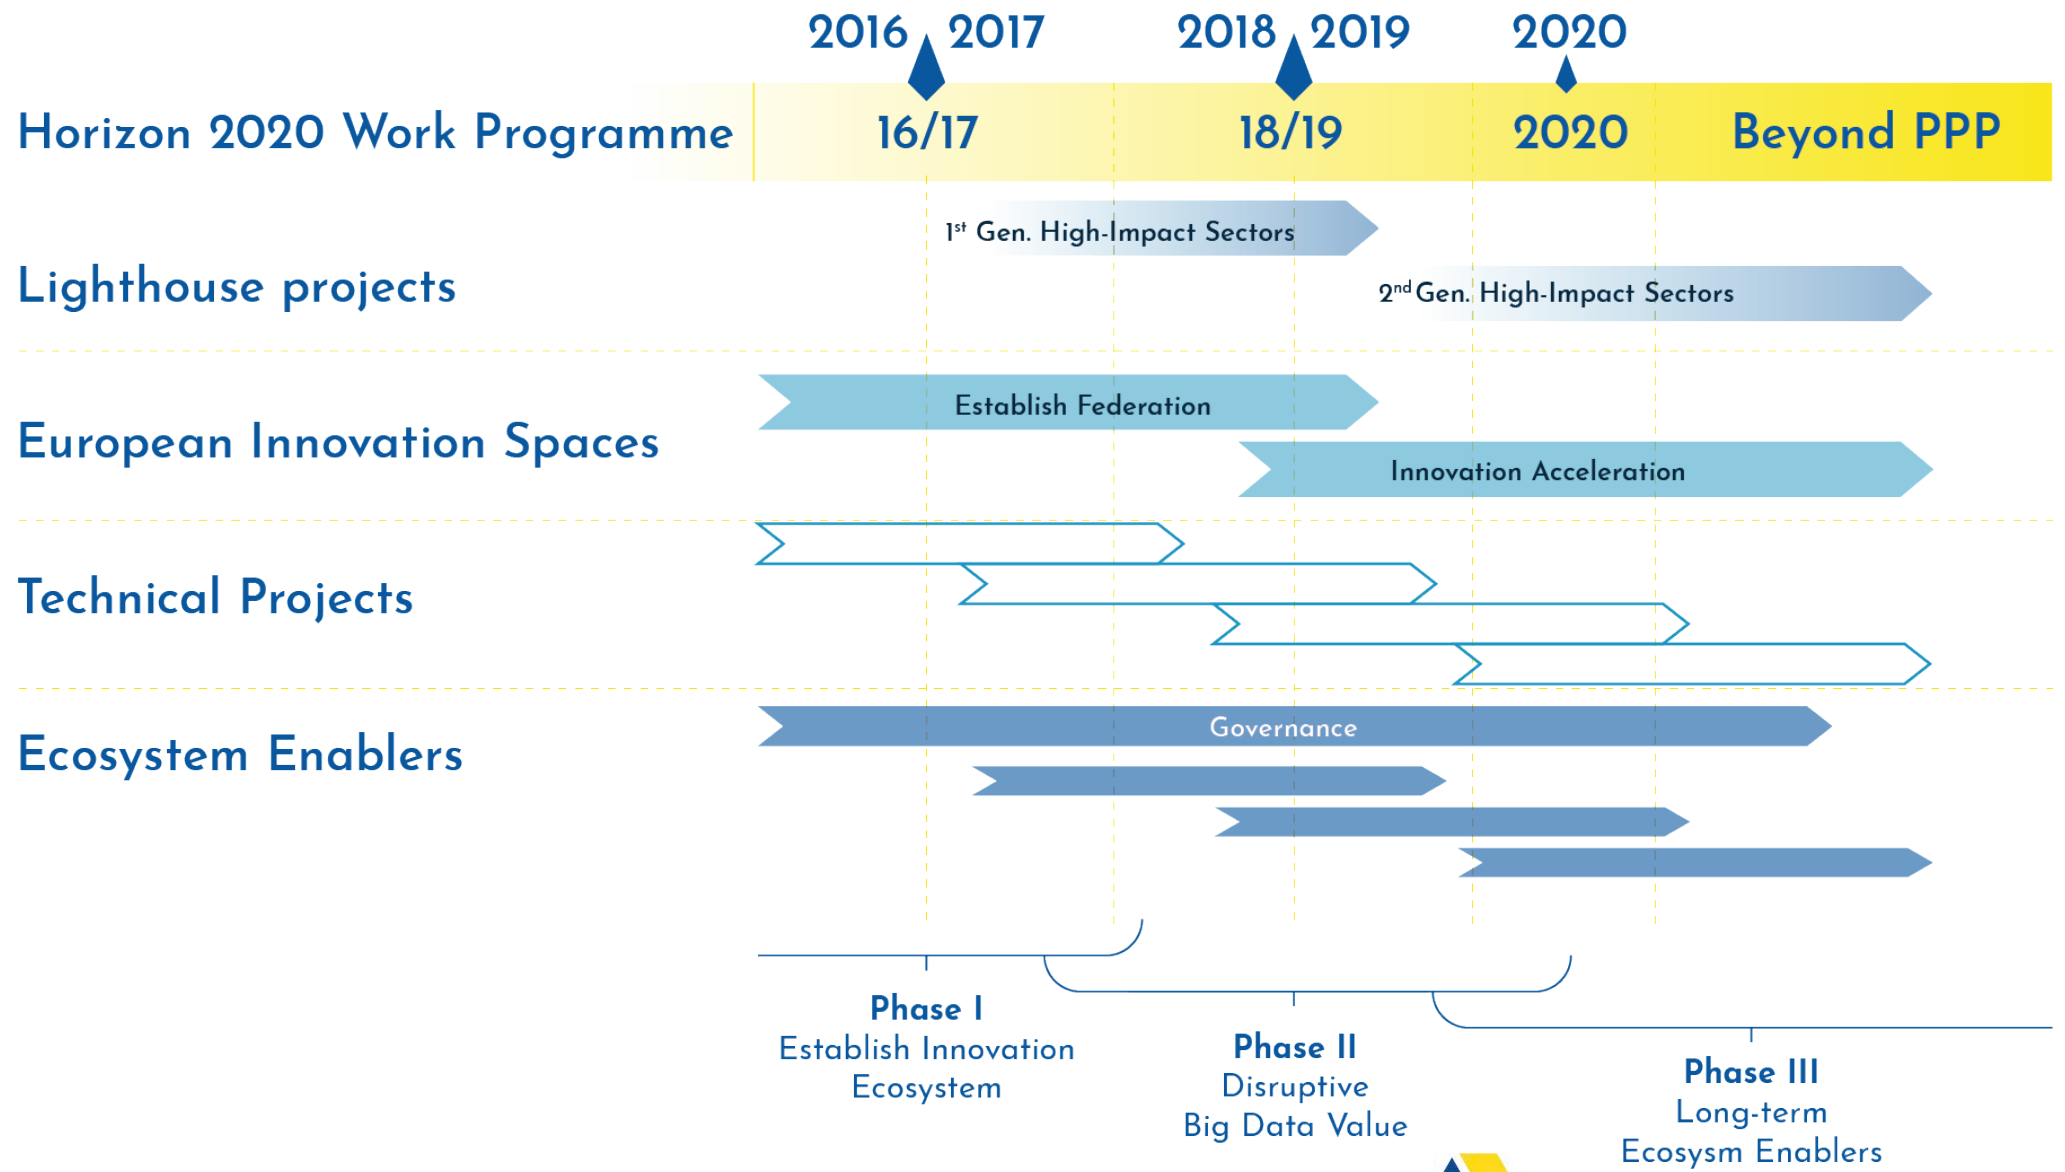 2016 2017 2018 2019 2020
Horizon 2020 Work Programme 16/17 18/19 2020 Beyond PPP
1st Gen. High-Impact Sectors
Lighthouse projects
2nd Gen. High-Impact Sectors
Establish Federation
European Innovation Spaces
Innovation Acceleration
Technical Projects
Governance
Ecosystem Enablers
Phase I
Establish Innovation
Ecosystem
Phase II
Disruptive
Big Data Value
Phase III
Long-term
Ecosysm Enablers